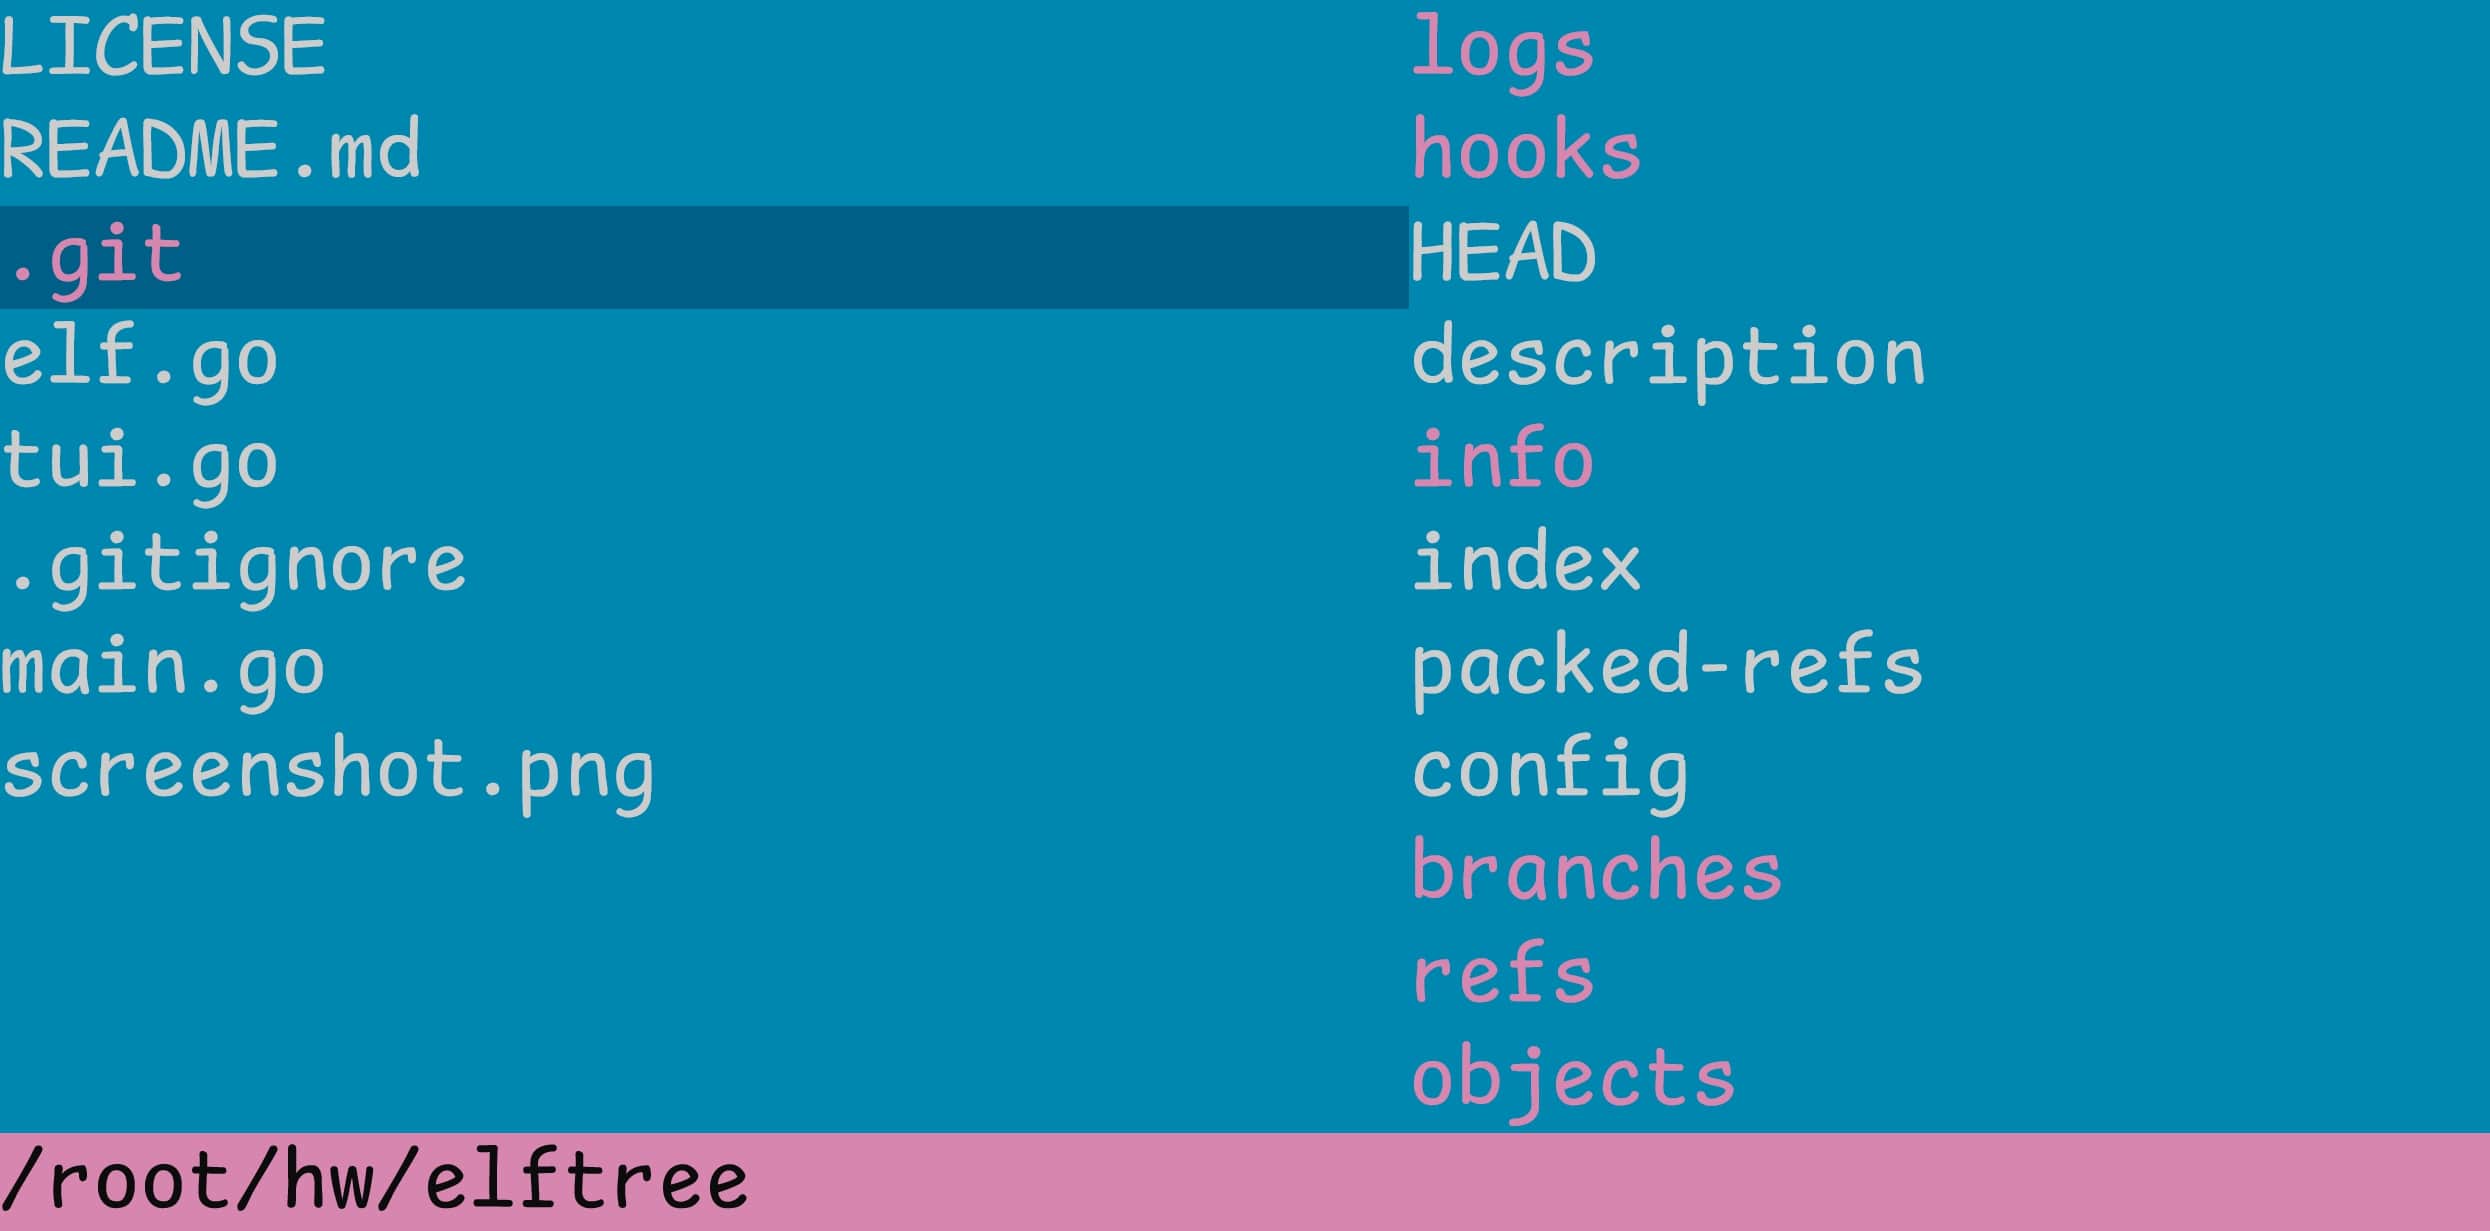 LICENSE
README.md
.git
elf.go
tui.go
.gitignore
main.go
screenshot.png
logs
hooks
HEAD
description
info
index
packed-refs
config
branches
refs
objects
/root/hw/elftree